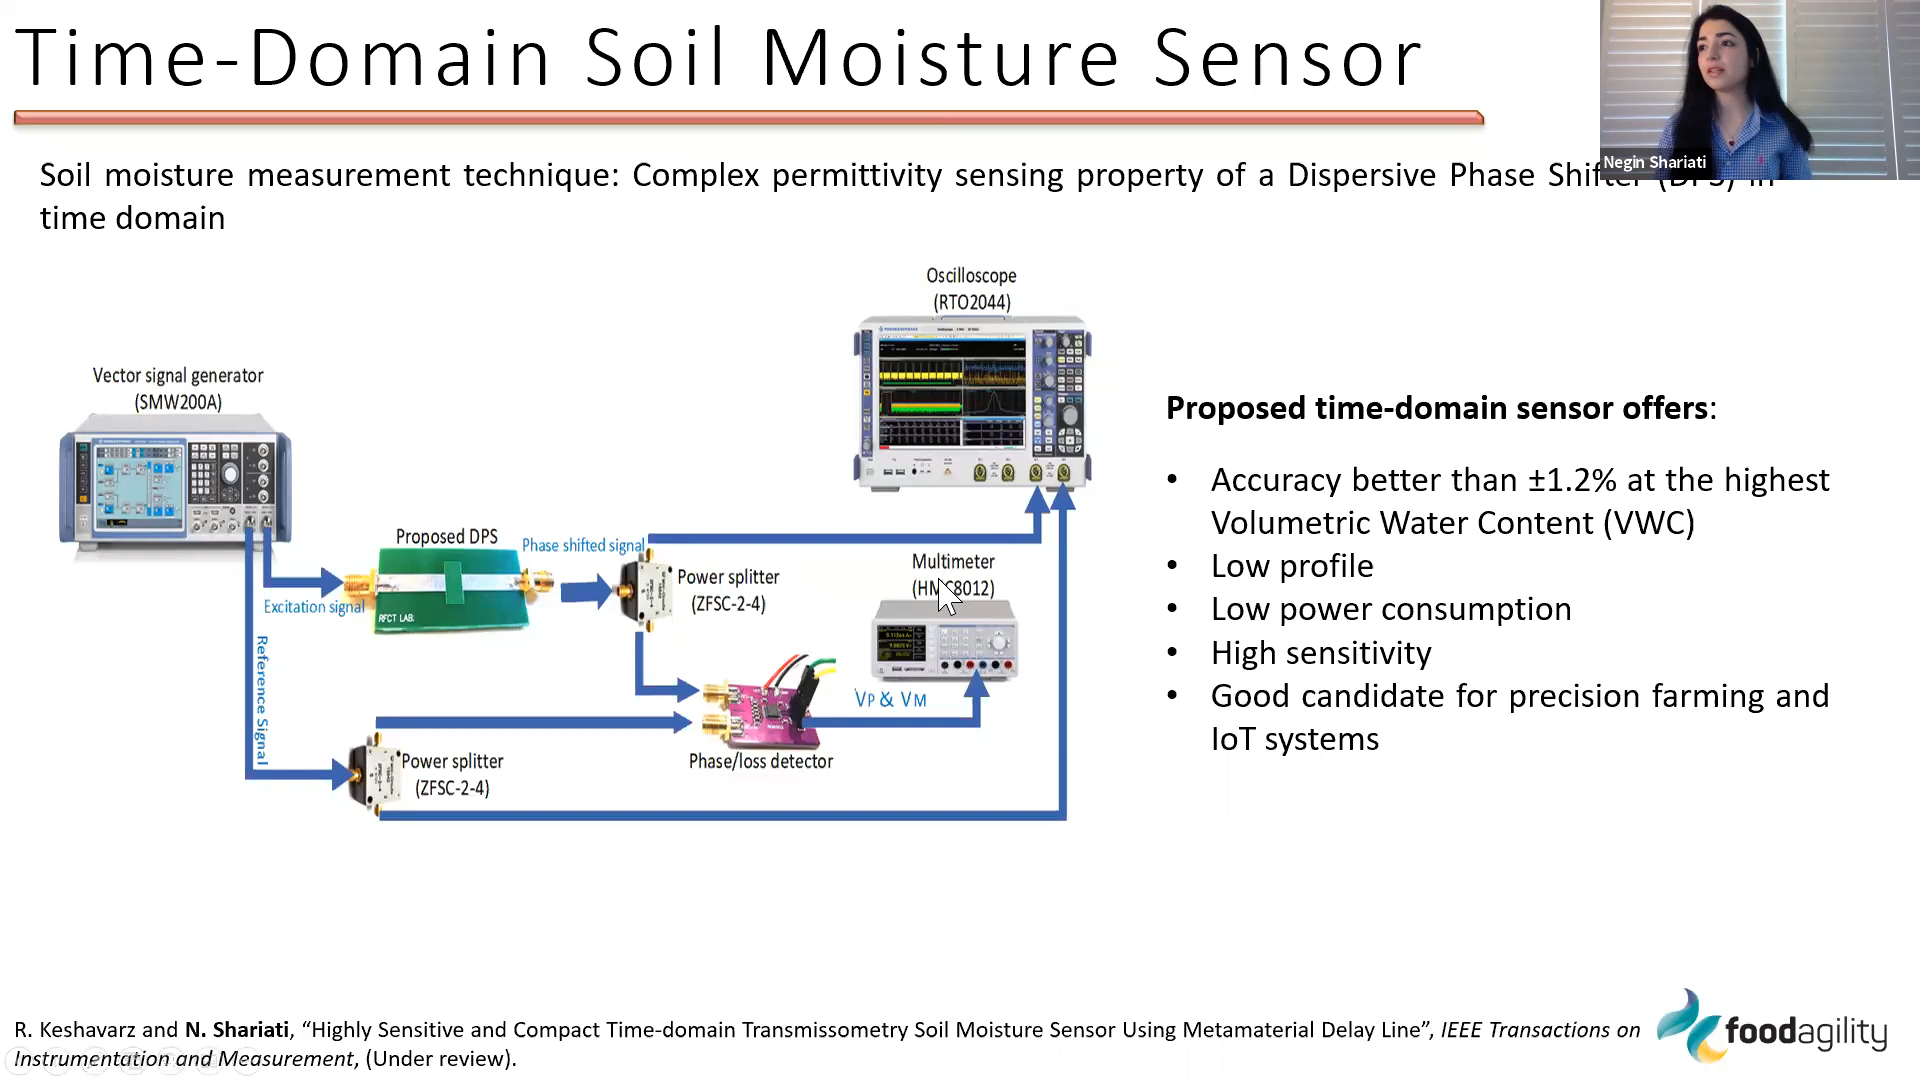 Time-Domain Soil Moisture Sensor
Negin Shariati
Soil moisture measurement technique: Complex permittivity sensing property of a Dispersive Phase Shifter (DPS) in
time domain
Oscilloscope
(RTO2044)
Vector signal generator
(SMW200A)
Proposed time-domain sensor offers:
• Accuracy better than ±1.2% at the highest
Volumetric Water Content (VWC)
• Low profile
• Low power consumption
• High sensitivity
• Good candidate for precision farming and
IoT systems
Proposed DPS
Phase shifted signal
Multimeter
(HMC8012)
Power splitter
(ZFSC-2-4)
Excitation signal
RFCT LAB.
Reference Signal
VP & VM
Phase/loss detector
Power splitter
(ZFSC-2-4)
R. Keshavarz and N. Shariati, “Highly Sensitive and Compact Time-domain Transmissometry Soil Moisture Sensor Using Metamaterial Delay Line”, IEEE Transactions on
Instrumentation and Measurement, (Under review).
foodagility